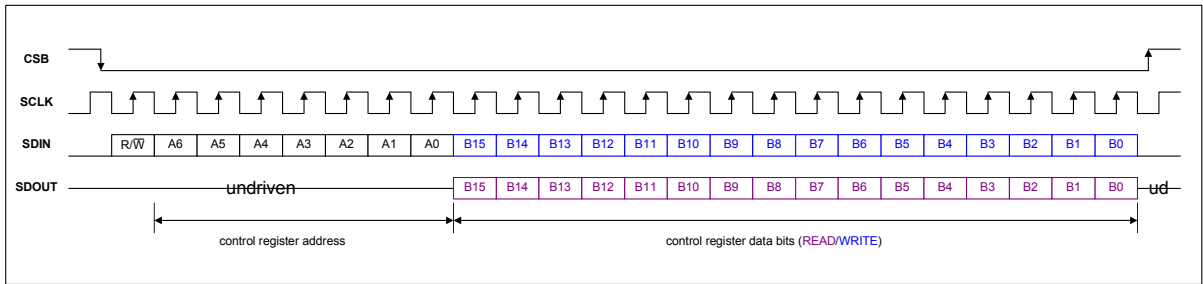 CSB
SCLK
SDIN R/W̅ A6 A5 A4 A3 A2 A1 A0 B15 B14 B13 B12 B11 B10 B9 B8 B7 B6 B5 B4 B3 B2 B1 B0
SDOUT undriven B15 B14 B13 B12 B11 B10 B9 B8 B7 B6 B5 B4 B3 B2 B1 B0 ud
control register address control register data bits (READ/WRITE)